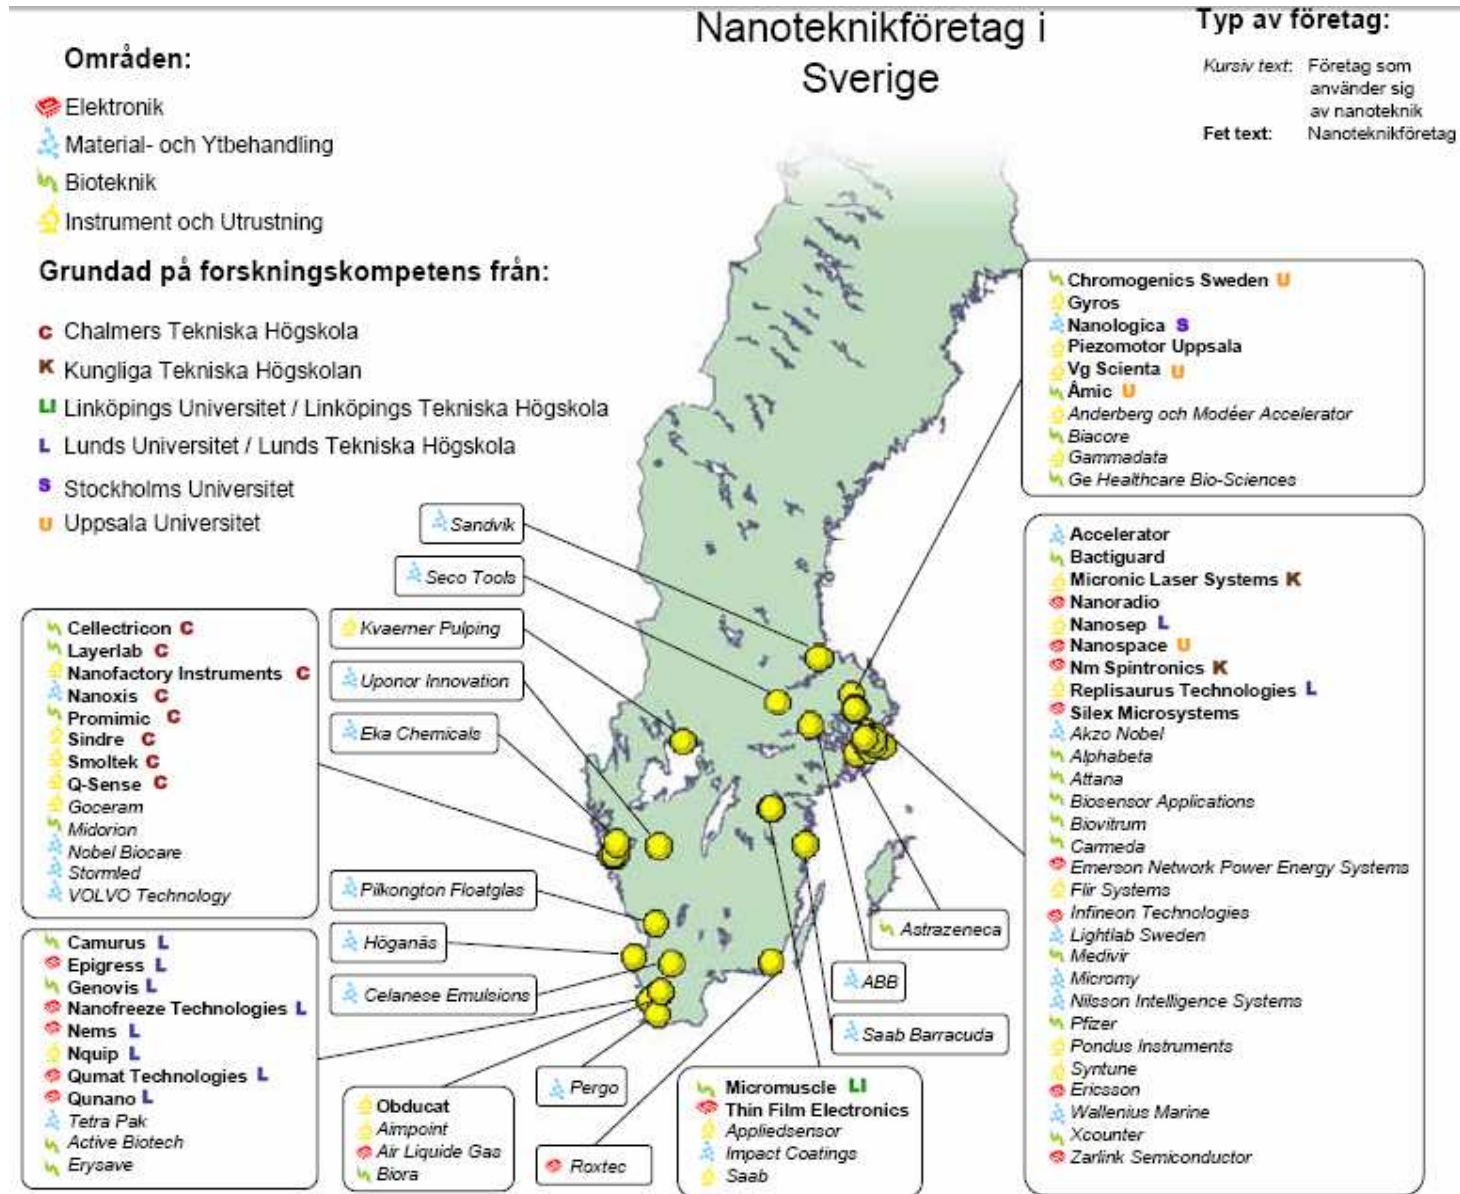 Nanoteknikföretag i
Sverige
Typ av företag:
Kursiv text: Företag som
använder sig
av nanoteknik
Fet text: Nanoteknikföretag
Områden:
Elektronik
Material- och Ytbehandling
Bioteknik
Instrument och Utrustning
Grundad på forskningskompetens från:
C Chalmers Tekniska Högskola
K Kungliga Tekniska Högskolan
LI Linköpings Universitet / Linköpings Tekniska Högskola
L Lunds Universitet / Lunds Tekniska Högskola
S Stockholms Universitet
U Uppsala Universitet
Sandvik
Seco Tools
Kvaerner Pulping
Uponor Innovation
Eka Chemicals
Pilkongton Floatglas
Höganäs
Celanese Emulsions
Cellectricon C
Layerlab C
Nanofactory Instruments C
Nanoxis C
Promimic C
Sindre C
Smoltek C
Q-Sense C
Goceram
Midorion
Nobel Biocare
Stormled
VOLVO Technology
Camurus L
Epigress L
Genovis L
Nanofreeze Technologies L
Nems L
Nquip L
Qumat Technologies L
Qunano L
Tetra Pak
Active Biotech
Erysave
Obducat
Aimpoint
Air Liquide Gas
Biora
Pergo
Roxtec
Micromuscle LI
Thin Film Electronics
Appliedsensor
Impact Coatings
Saab
Saab Barracuda
ABB
Astrazeneca
Chromogenics Sweden U
Gyros
Nanologica S
Piezomotor Uppsala
Vg Scienta U
Åmic U
Anderberg och Modéer Accelerator
Biacore
Gammadata
Ge Healthcare Bio-Sciences
Accelerator
Bactiguard
Micronic Laser Systems K
Nanoradio
Nanosep L
Nanospace U
Nm Spintronics K
Replisaurus Technologies L
Silex Microsystems
Akzo Nobel
Alphabeta
Attana
Biosensor Applications
Biovitrum
Carmeda
Emerson Network Power Energy Systems
Flir Systems
Infineon Technologies
Lightlab Sweden
Medivir
Micromy
Nilsson Intelligence Systems
Pfizer
Pondus Instruments
Syntune
Ericsson
Wallenius Marine
Xcounter
Zarlink Semiconductor